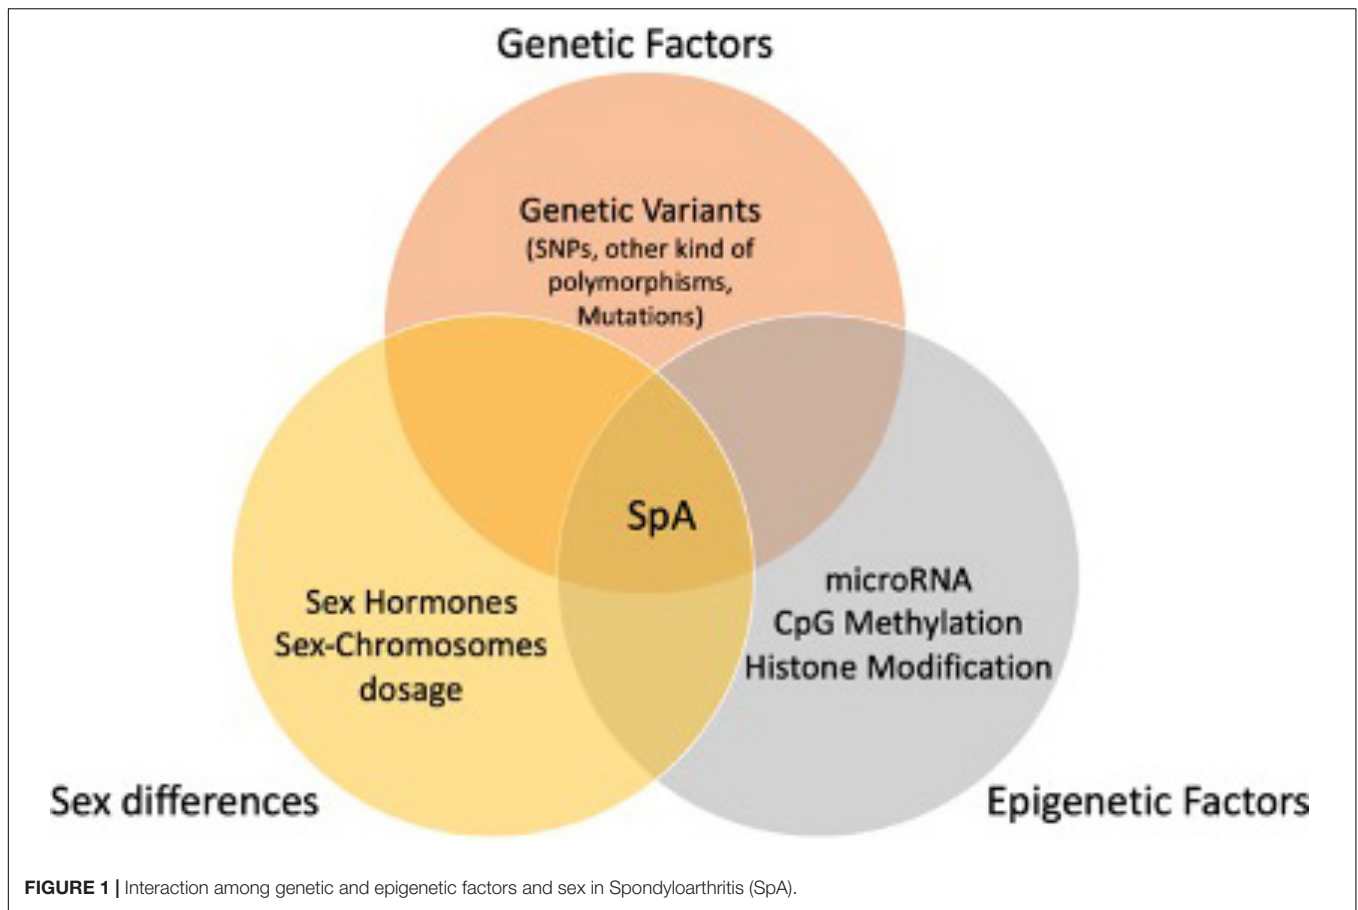 Genetic Factors
Genetic Variants
(SNPs, other kind of
polymorphisms,
Mutations)
SpA
Sex Hormones
Sex-Chromosomes
dosage
microRNA
CpG Methylation
Histone Modification
Sex differences
Epigenetic Factors
FIGURE 1 | Interaction among genetic and epigenetic factors and sex in Spondyloarthritis (SpA).